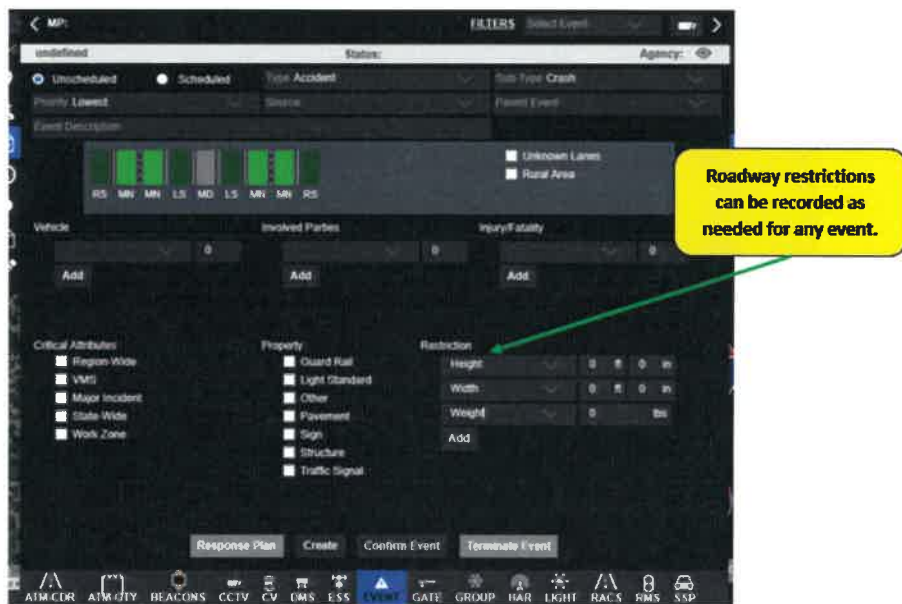 MP:
FILTERS Select Event
undefined Status: Agency:
Unscheduled Scheduled Type Accident Sub Type Crash
Priority Lowest Source Parent Event
Event Description
Unknown Lanes
Rural Area
RS MN MN LS MD LS MN MN RS
Roadway restrictions
can be recorded as
needed for any event.
Vehicle Involved Parties Injury/Fatality
0 0 0
Add Add Add
Critical Attributes Property Restriction
Region-Wide Guard Rail Height 0 ft 0 in
VMS Light Standard Width 0 ft 0 in
Major Incident Other Weight 0 lbs
State-Wide Pavement Add
Work Zone Sign
Structure
Traffic Signal
Response Plan Create Confirm Event Terminate Event
ATM-CDR ATM-QTY BEACONS CCTV CV DMS ESS EVENT GATE GROUP HAR LIGHT RACS RMS SSP